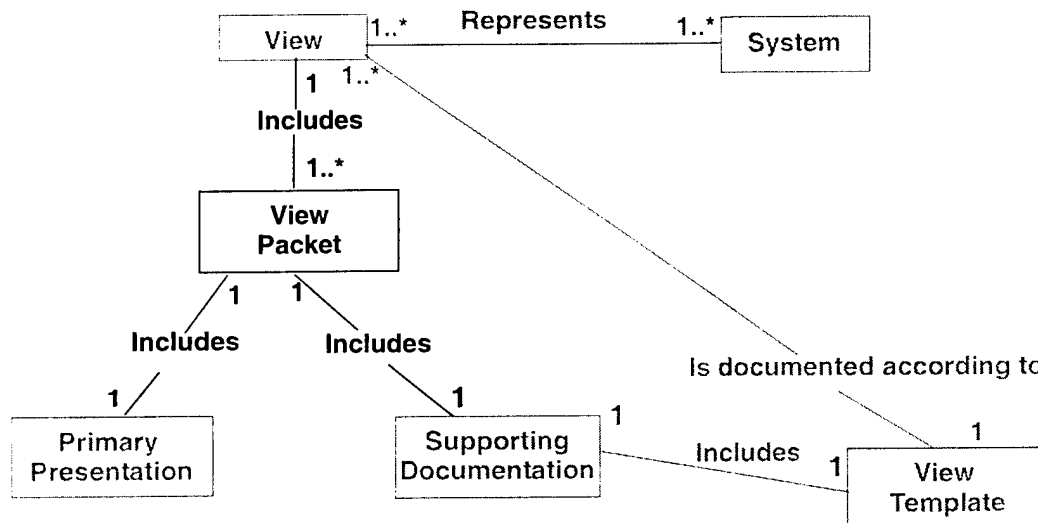 1..*
Represents
1..*
View
System
1..*
1
Includes
1..*
View
Packet
1
1
Includes
Includes
Is documented according to
1
1
1
1
Primary
Presentation
Supporting
Documentation
Includes
1
View
Template